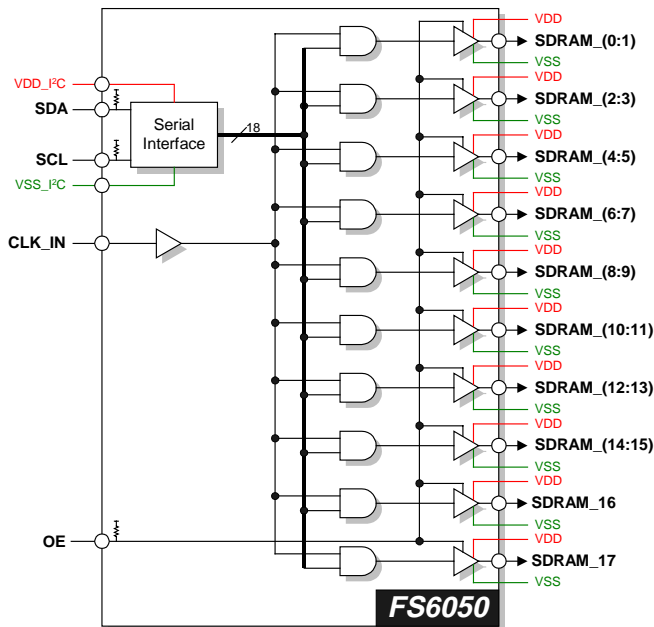 VDD
SDRAM_(0:1)
VSS
VDD
SDRAM_(2:3)
VSS
VDD
SDRAM_(4:5)
VSS
VDD
SDRAM_(6:7)
VSS
VDD
SDRAM_(8:9)
VSS
VDD
SDRAM_(10:11)
VSS
VDD
SDRAM_(12:13)
VSS
VDD
SDRAM_(14:15)
VSS
VDD
SDRAM_16
VSS
VDD
SDRAM_17
VSS
VDD_I²C
SDA
SCL
VSS_I²C
Serial
Interface
18
CLK_IN
OE
FS6050